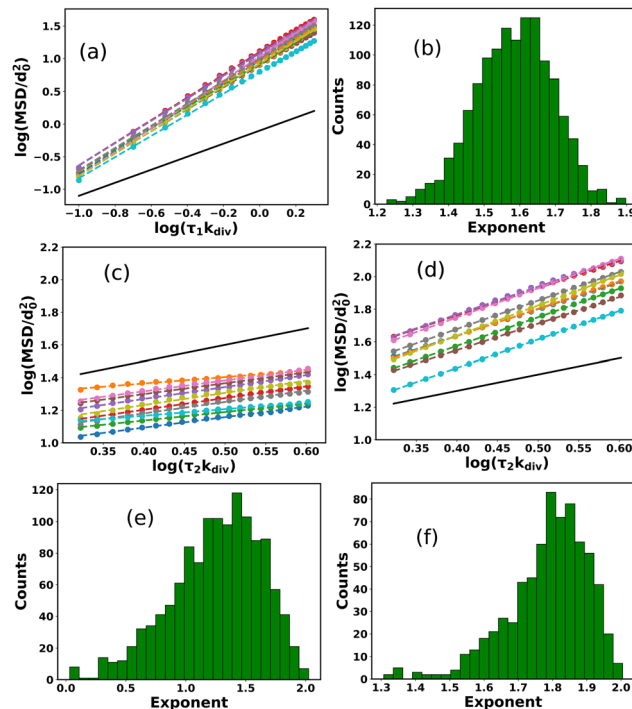 (a)
log(MSD/d₀²)
1.5
1.0
0.5
0.0
−0.5
−1.0
−1.0 −0.8 −0.6 −0.4 −0.2 0.0 0.2
log(τ₁k_div)
(b)
Counts
120
100
80
60
40
20
0
1.2 1.3 1.4 1.5 1.6 1.7 1.8 1.9
Exponent
(c)
log(MSD/d₀²)
2.2
2.0
1.8
1.6
1.4
1.2
1.0
0.35 0.40 0.45 0.50 0.55 0.60
log(τ₂k_div)
(d)
log(MSD/d₀²)
2.2
2.0
1.8
1.6
1.4
1.2
1.0
0.35 0.40 0.45 0.50 0.55 0.60
log(τ₂k_div)
(e)
Counts
120
100
80
60
40
20
0
0.0 0.5 1.0 1.5 2.0
Exponent
(f)
Counts
80
70
60
50
40
30
20
10
0
1.3 1.4 1.5 1.6 1.7 1.8 1.9 2.0
Exponent